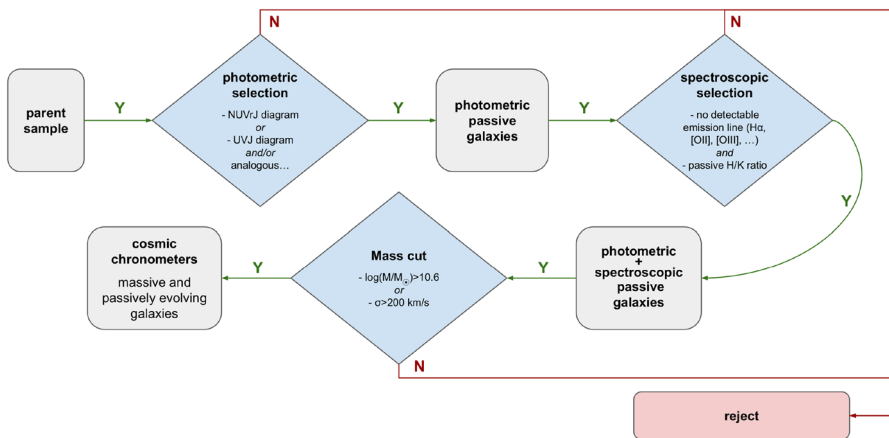 N
N
parent
sample
Y
photometric
selection
- NUVrJ diagram
or
- UVJ diagram
and/or
analogous…
Y
photometric
passive
galaxies
Y
spectroscopic
selection
- no detectable
emission line (Hα,
[OII], [OIII], …)
and
- passive H/K ratio
Y
photometric
+
spectroscopic
passive
galaxies
Y
Mass cut
- log(M/M☉)>10.6
or
- σ>200 km/s
Y
cosmic
chronometers
massive and
passively evolving
galaxies
N
reject